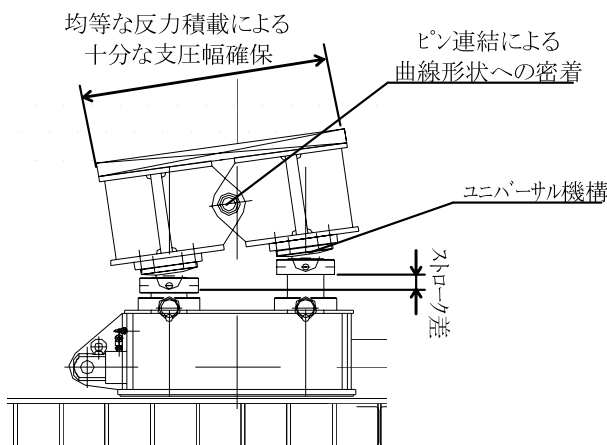 均等な反力積載による
十分な支圧幅確保
ピン連結による
曲線形状への密着
ユニバーサル機構
ストローク差